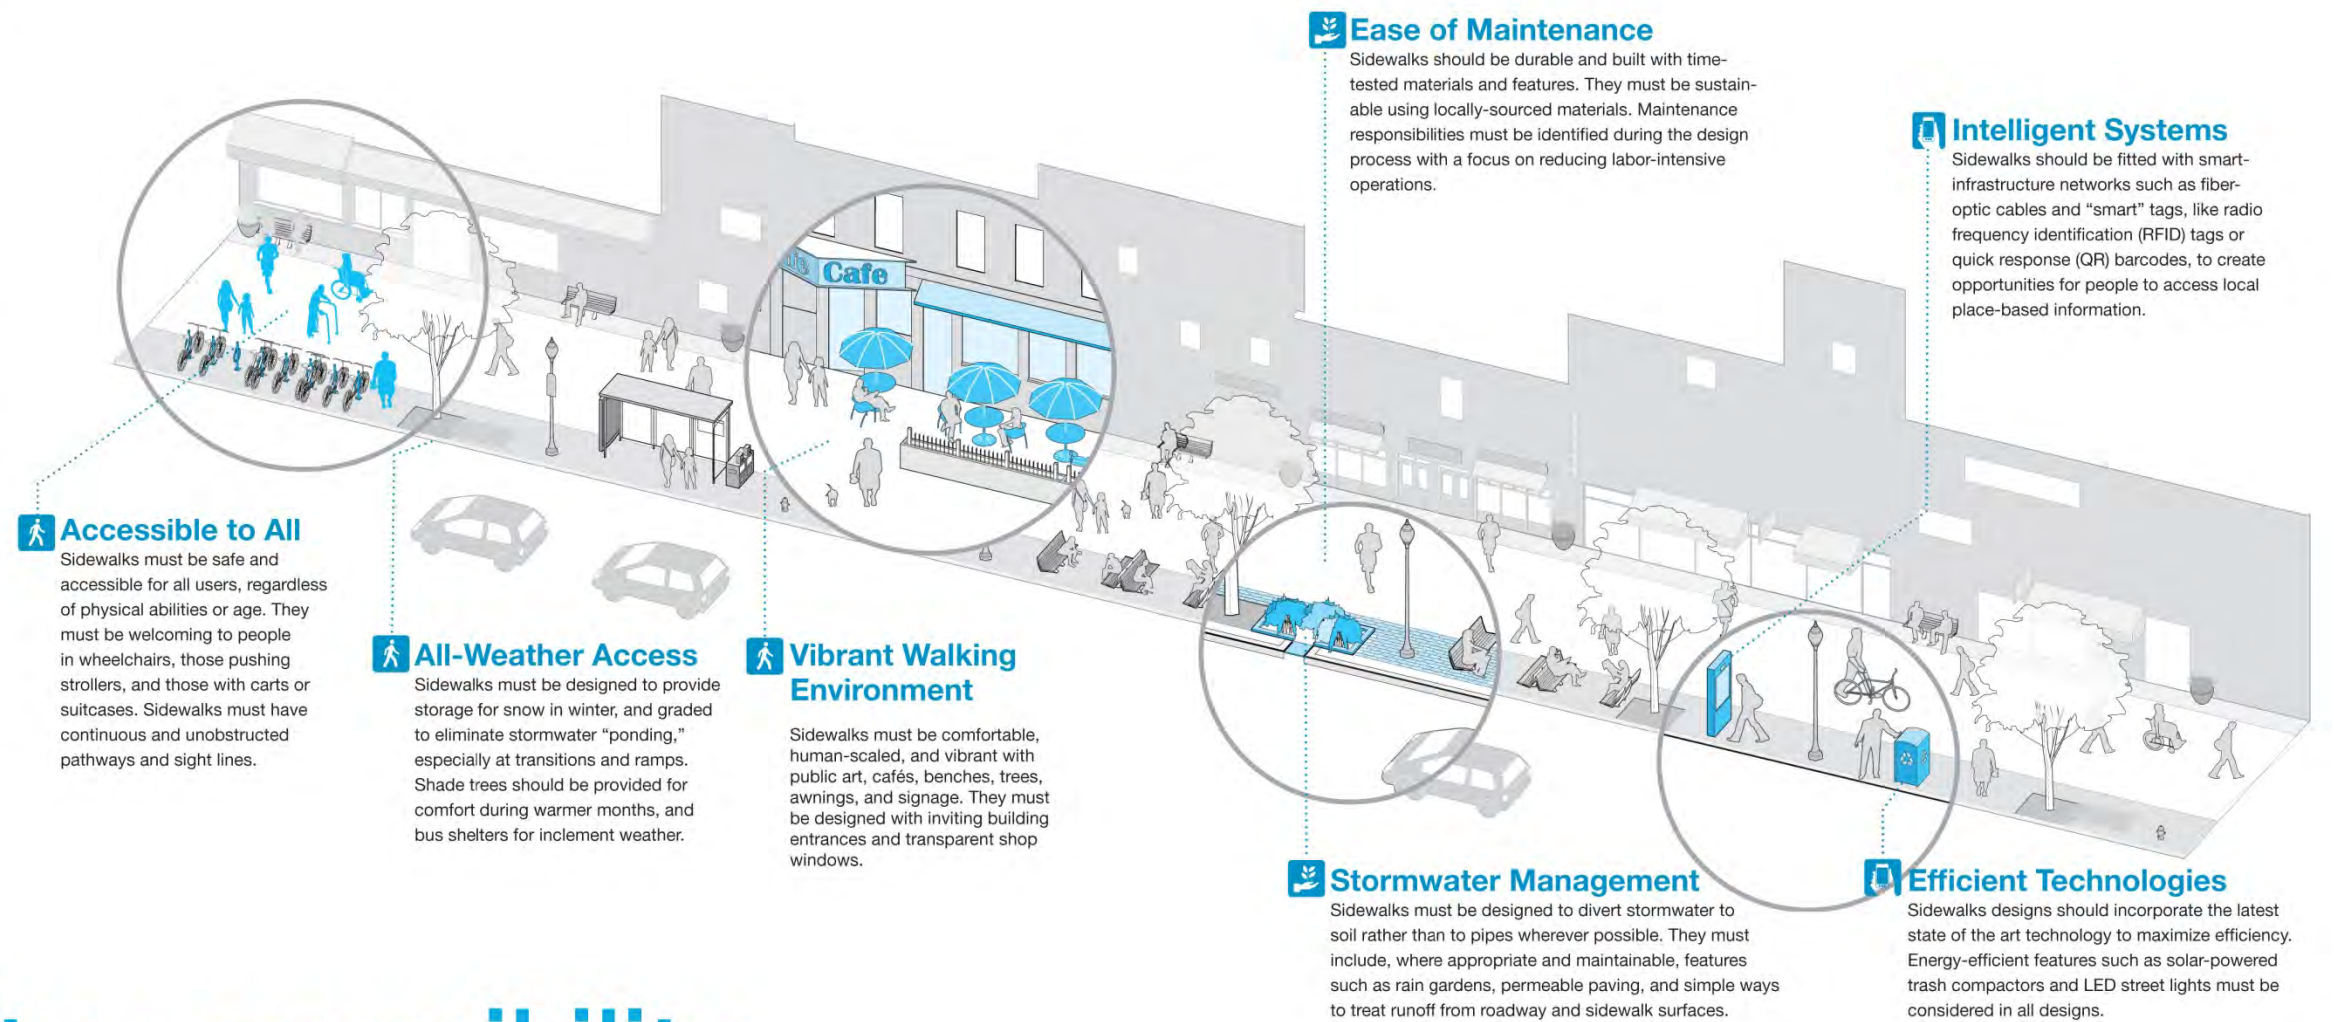 Ease of Maintenance
Sidewalks should be durable and built with time-
tested materials and features. They must be sustain-
able using locally-sourced materials. Maintenance
responsibilities must be identified during the design
process with a focus on reducing labor-intensive
operations.
Intelligent Systems
Sidewalks should be fitted with smart-
infrastructure networks such as fiber-
optic cables and “smart” tags, like radio
frequency identification (RFID) tags or
quick response (QR) barcodes, to create
opportunities for people to access local
place-based information.
Cafe
Accessible to All
Sidewalks must be safe and
accessible for all users, regardless
of physical abilities or age. They
must be welcoming to people
in wheelchairs, those pushing
strollers, and those with carts or
suitcases. Sidewalks must have
continuous and unobstructed
pathways and sight lines.
All-Weather Access
Sidewalks must be designed to provide
storage for snow in winter, and graded
to eliminate stormwater “ponding,”
especially at transitions and ramps.
Shade trees should be provided for
comfort during warmer months, and
bus shelters for inclement weather.
Vibrant Walking
Environment
Sidewalks must be comfortable,
human-scaled, and vibrant with
public art, cafés, benches, trees,
awnings, and signage. They must
be designed with inviting building
entrances and transparent shop
windows.
Stormwater Management
Sidewalks must be designed to divert stormwater to
soil rather than to pipes wherever possible. They must
include, where appropriate and maintainable, features
such as rain gardens, permeable paving, and simple ways
to treat runoff from roadway and sidewalk surfaces.
Efficient Technologies
Sidewalks designs should incorporate the latest
state of the art technology to maximize efficiency.
Energy-efficient features such as solar-powered
trash compactors and LED street lights must be
considered in all designs.